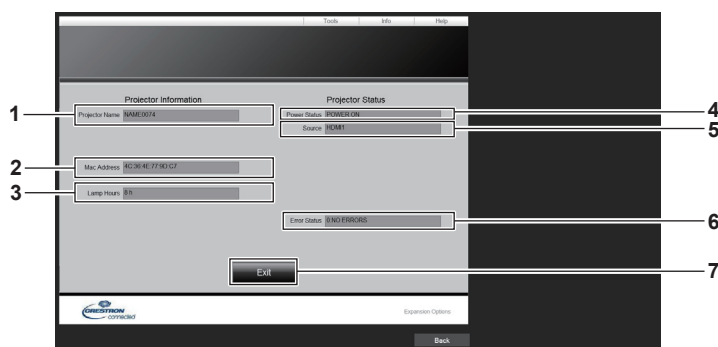 Tools Info Help
Projector Information Projector Status
1 Projector Name NAME0074 Power Status POWER ON 4
Source HDMI1 5
2 Mac Address 4C:36:4E:77:9D:C7
3 Lamp Hours 8 h
Error Status 0:NO ERRORS 6
Exit 7
CRESTRON
connected
Expansion Options
Back